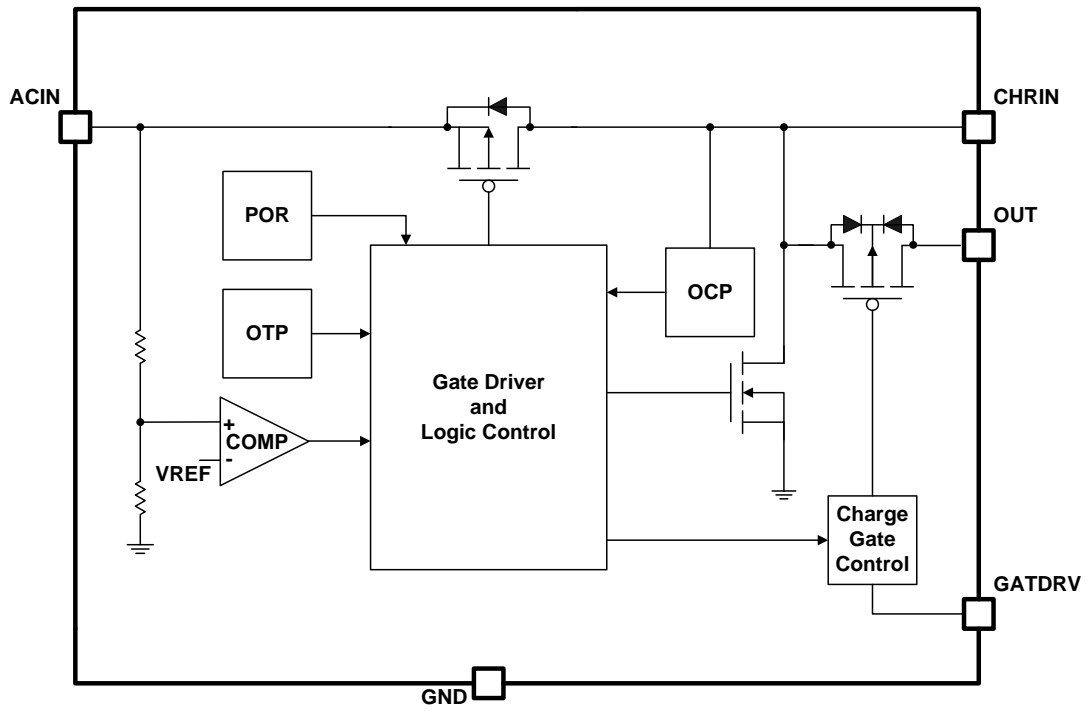 ACIN
CHRIN
POR
OUT
OTP
OCP
Gate Driver
and
Logic Control
+
COMP
-
VREF
Charge
Gate
Control
GATDRV
GND